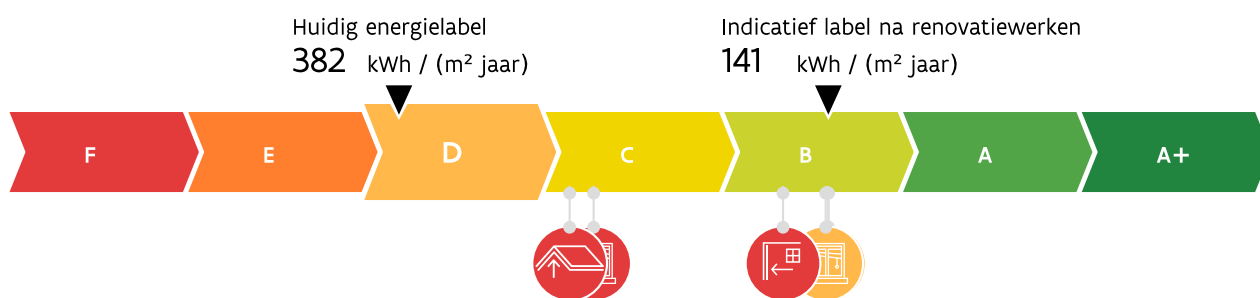 Huidig energielabel
382 kWh / (m² jaar)
Indicatief label na renovatiewerken
141 kWh / (m² jaar)
F E D C B A A+